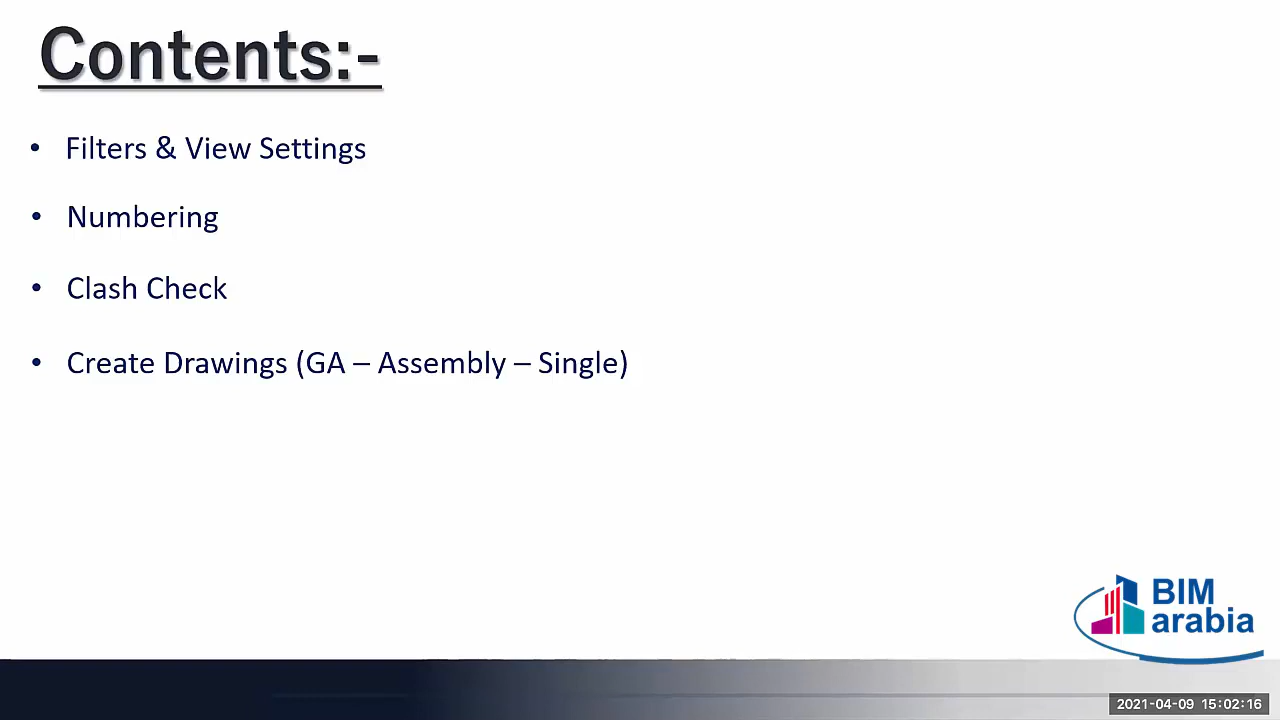 Contents:-
• Filters & View Settings
• Numbering
• Clash Check
• Create Drawings (GA – Assembly – Single)
BIM
arabia
2021-04-09 15:02:16